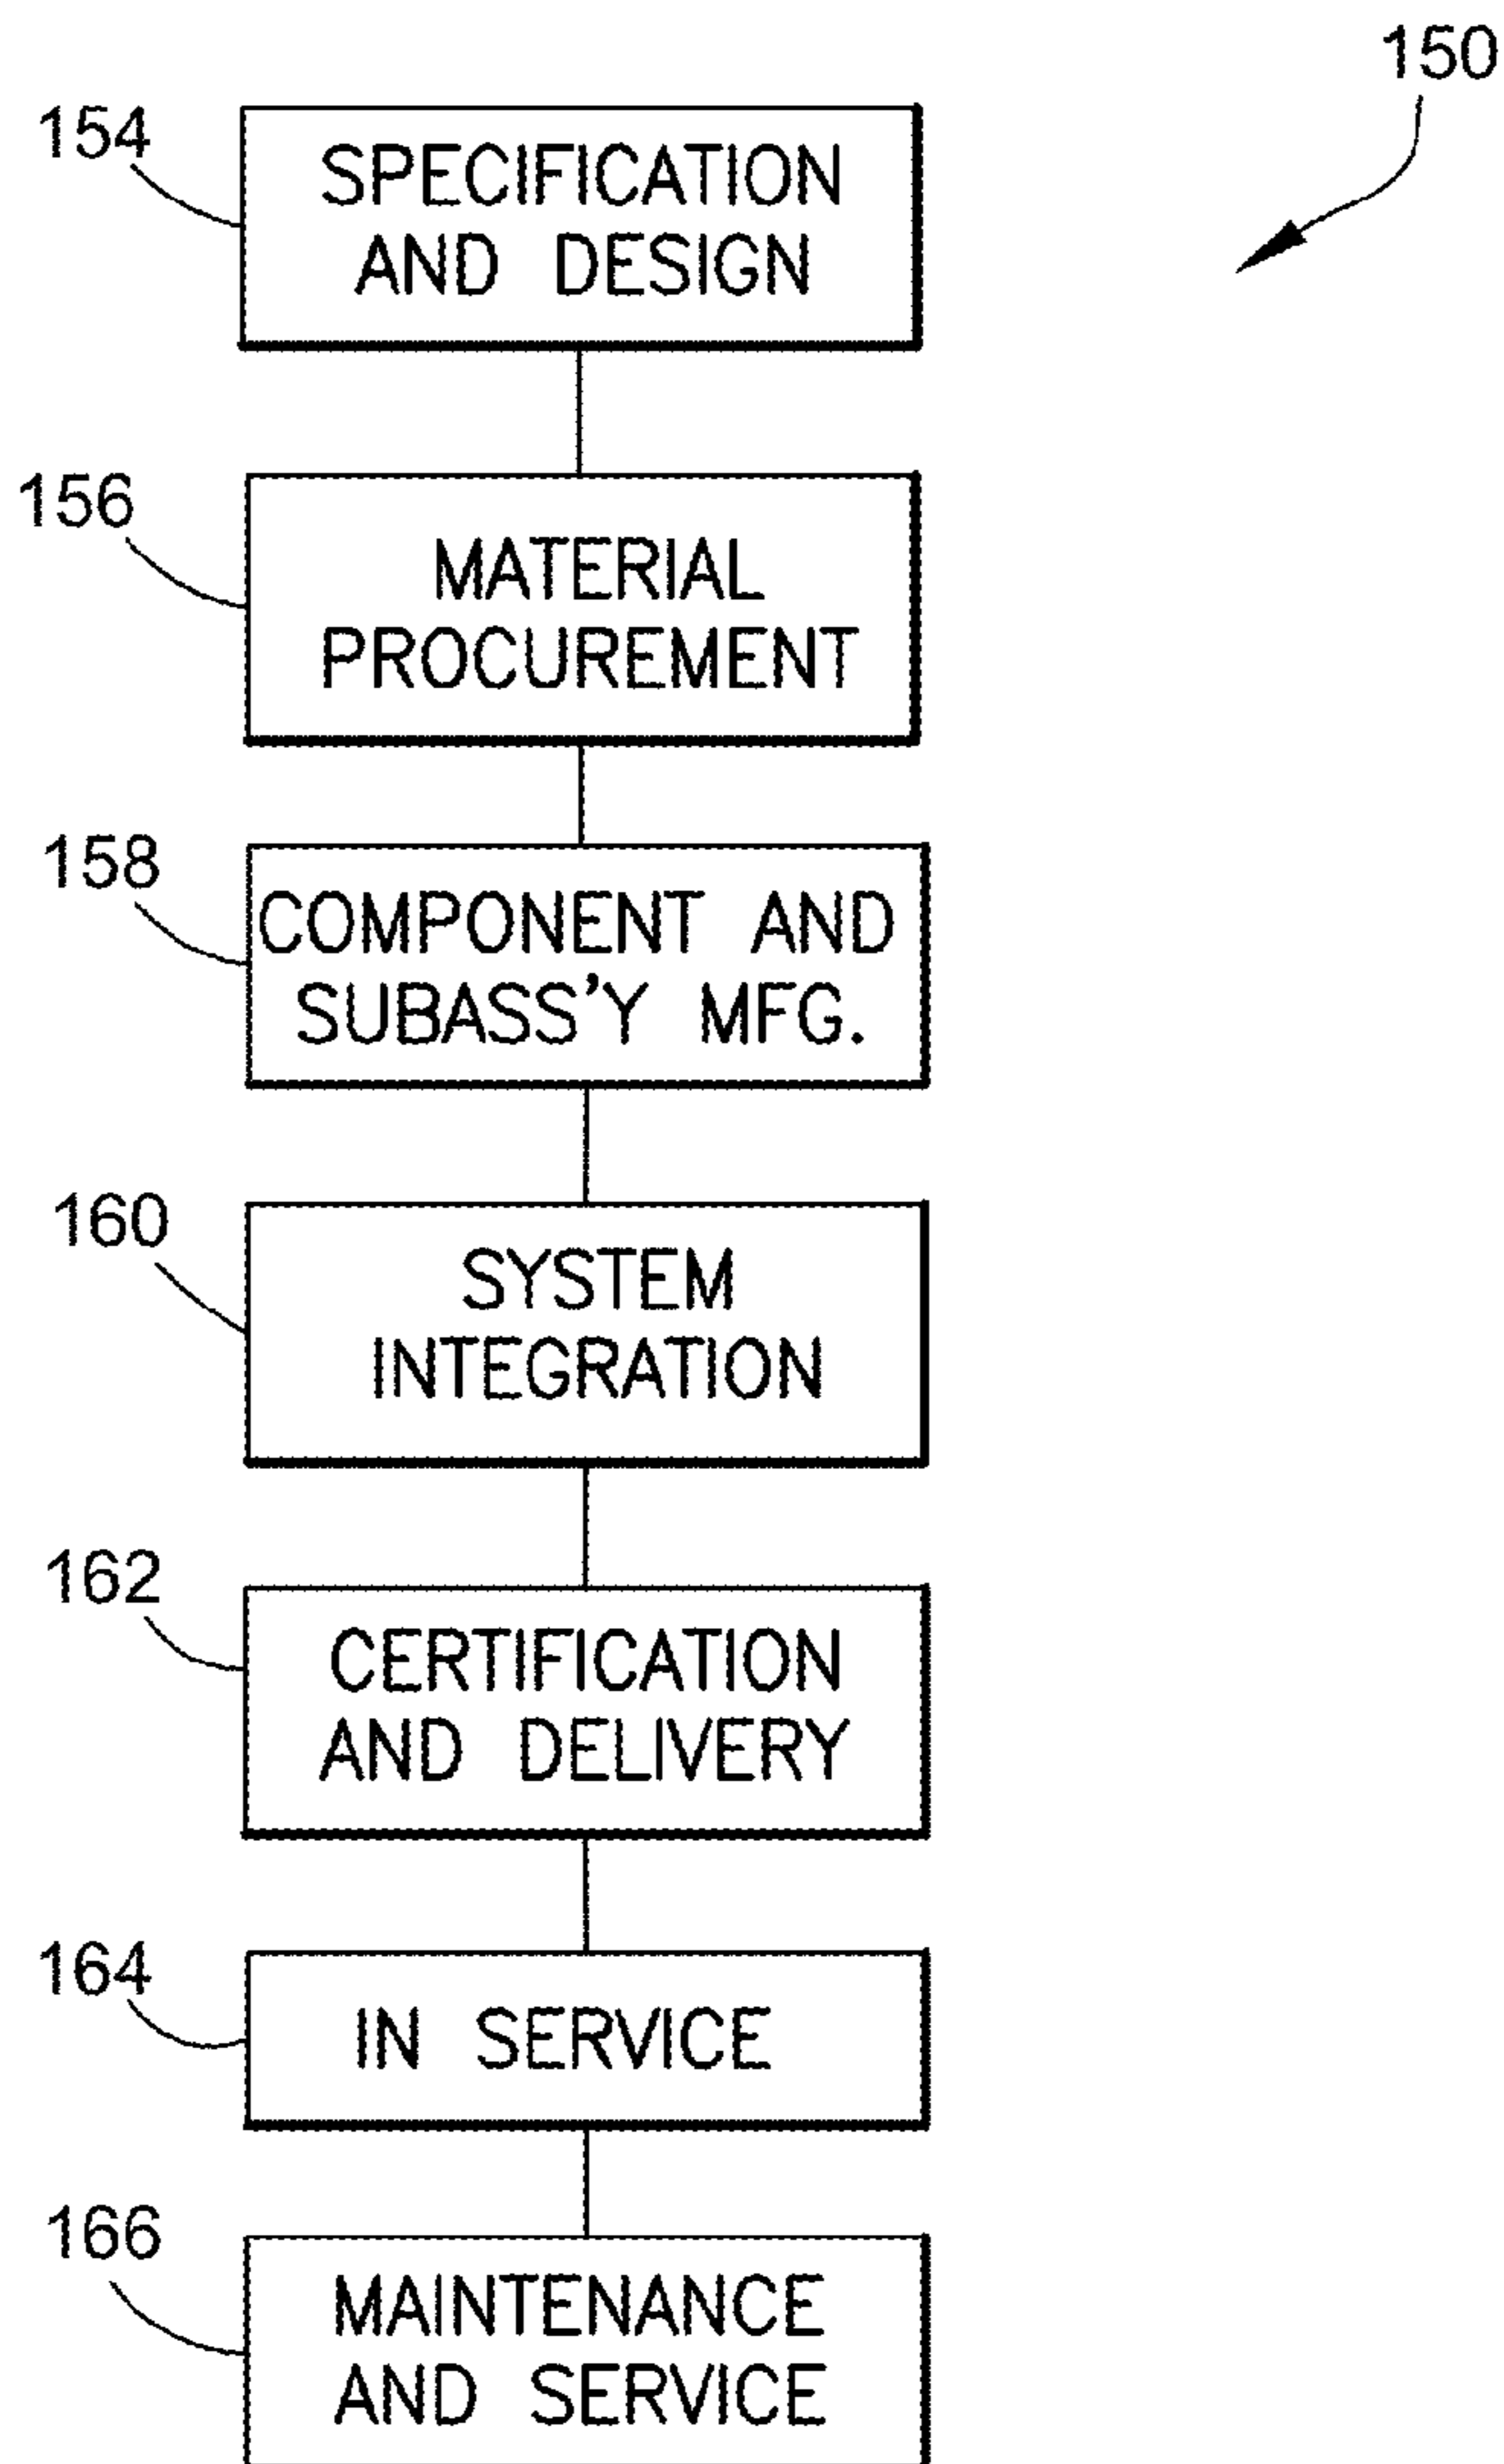 150
154
SPECIFICATION
AND DESIGN
156
MATERIAL
PROCUREMENT
158
COMPONENT AND
SUBASS'Y MFG.
160
SYSTEM
INTEGRATION
162
CERTIFICATION
AND DELIVERY
164
IN SERVICE
166
MAINTENANCE
AND SERVICE